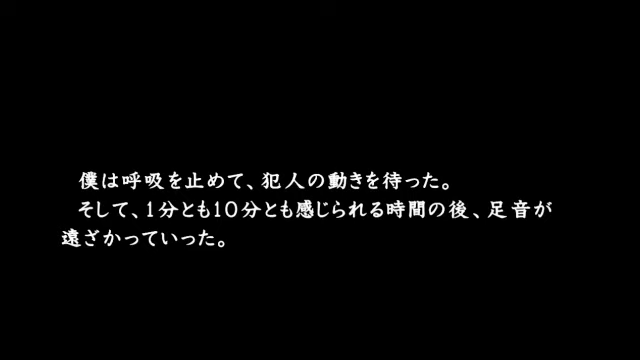 僕は呼吸を止めて、犯人の動きを待った。
そして、1分とも10分とも感じられる時間の後、足音が
遠ざかっていった。